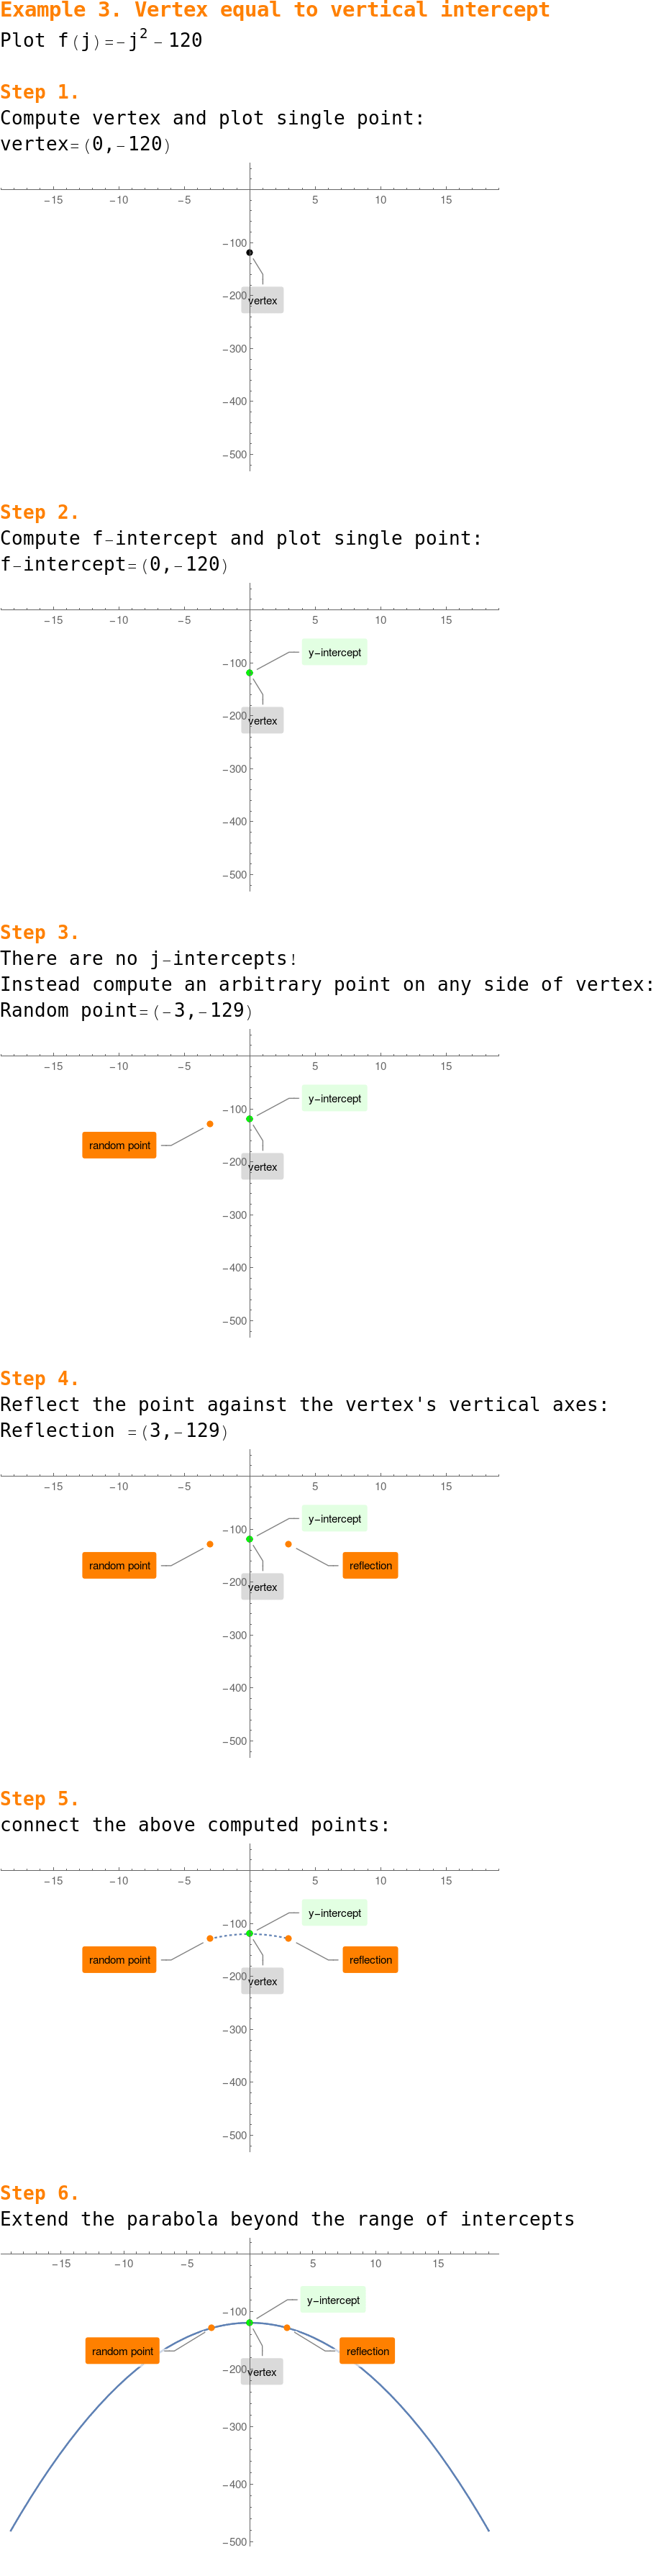 Example 3. Vertex equal to vertical intercept
Plot f(j)=-j² - 120
Step 1.
Compute vertex and plot single point:
vertex=(0,-120)
-15 -10 -5 5 10 15
-100
-200
vertex
-300
-400
-500
Step 2.
Compute f-intercept and plot single point:
f-intercept=(0,-120)
-15 -10 -5 5 10 15
y-intercept
-100
-200
vertex
-300
-400
-500
Step 3.
There are no j-intercepts!
Instead compute an arbitrary point on any side of vertex:
Random point=(-3,-129)
-15 -10 -5 5 10 15
y-intercept
-100
random point
-200
vertex
-300
-400
-500
Step 4.
Reflect the point against the vertex's vertical axes:
Reflection =(3,-129)
-15 -10 -5 5 10 15
y-intercept
-100
random point reflection
-200
vertex
-300
-400
-500
Step 5.
connect the above computed points:
-15 -10 -5 5 10 15
y-intercept
-100
random point reflection
-200
vertex
-300
-400
-500
Step 6.
Extend the parabola beyond the range of intercepts
-15 -10 -5 5 10 15
y-intercept
-100
random point reflection
-200
vertex
-300
-400
-500